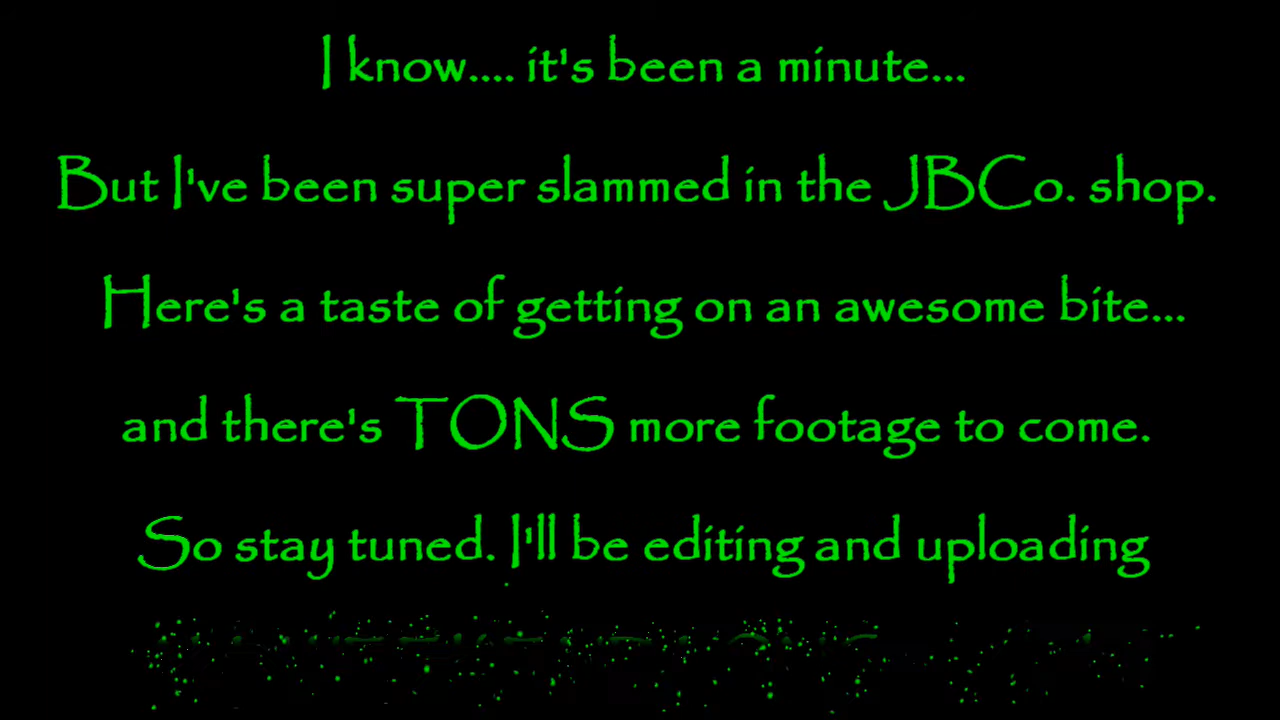 I know.... it's been a minute...
But I've been super slammed in the JBCo. shop.
Here's a taste of getting on an awesome bite...
and there's TONS more footage to come.
So stay tuned. I'll be editing and uploading